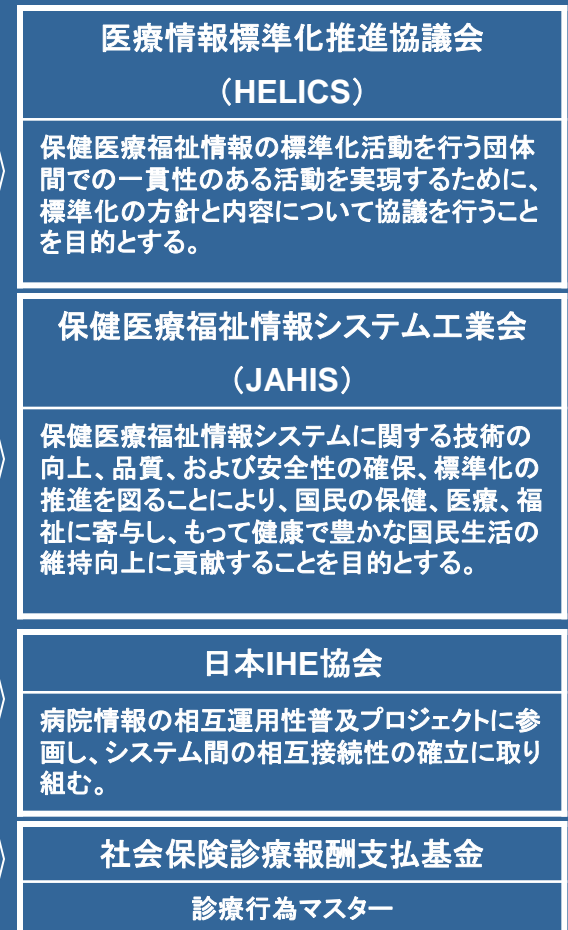 医療情報標準化推進協議会
（HELICS）
保健医療福祉情報の標準化活動を行う団体
間での一貫性のある活動を実現するために、
標準化の方針と内容について協議を行うこと
を目的とする。
保健医療福祉情報システム工業会
（JAHIS）
保健医療福祉情報システムに関する技術の
向上、品質、および安全性の確保、標準化の
推進を図ることにより、国民の保健、医療、福
祉に寄与し、もって健康で豊かな国民生活の
維持向上に貢献することを目的とする。
日本IHE協会
病院情報の相互運用性普及プロジェクトに参
画し、システム間の相互接続性の確立に取り
組む。
社会保険診療報酬支払基金
診療行為マスター